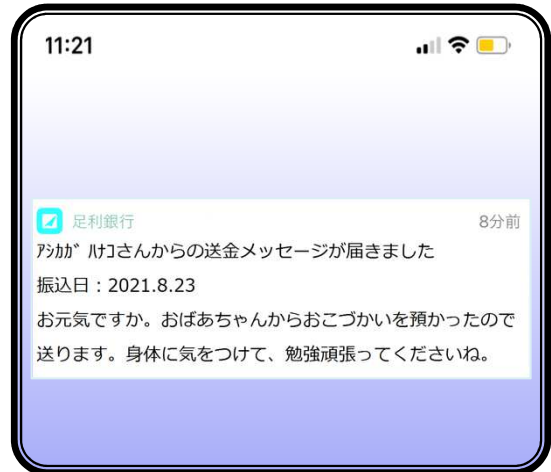 11:21
足利銀行 8分前
ｱｼｶｶﾞ ﾊﾅｺさんからの送金メッセージが届きました
振込日：2021.8.23
お元気ですか。おばあちゃんからおこづかいを預かったので
送ります。身体に気をつけて、勉強頑張ってくださいね。